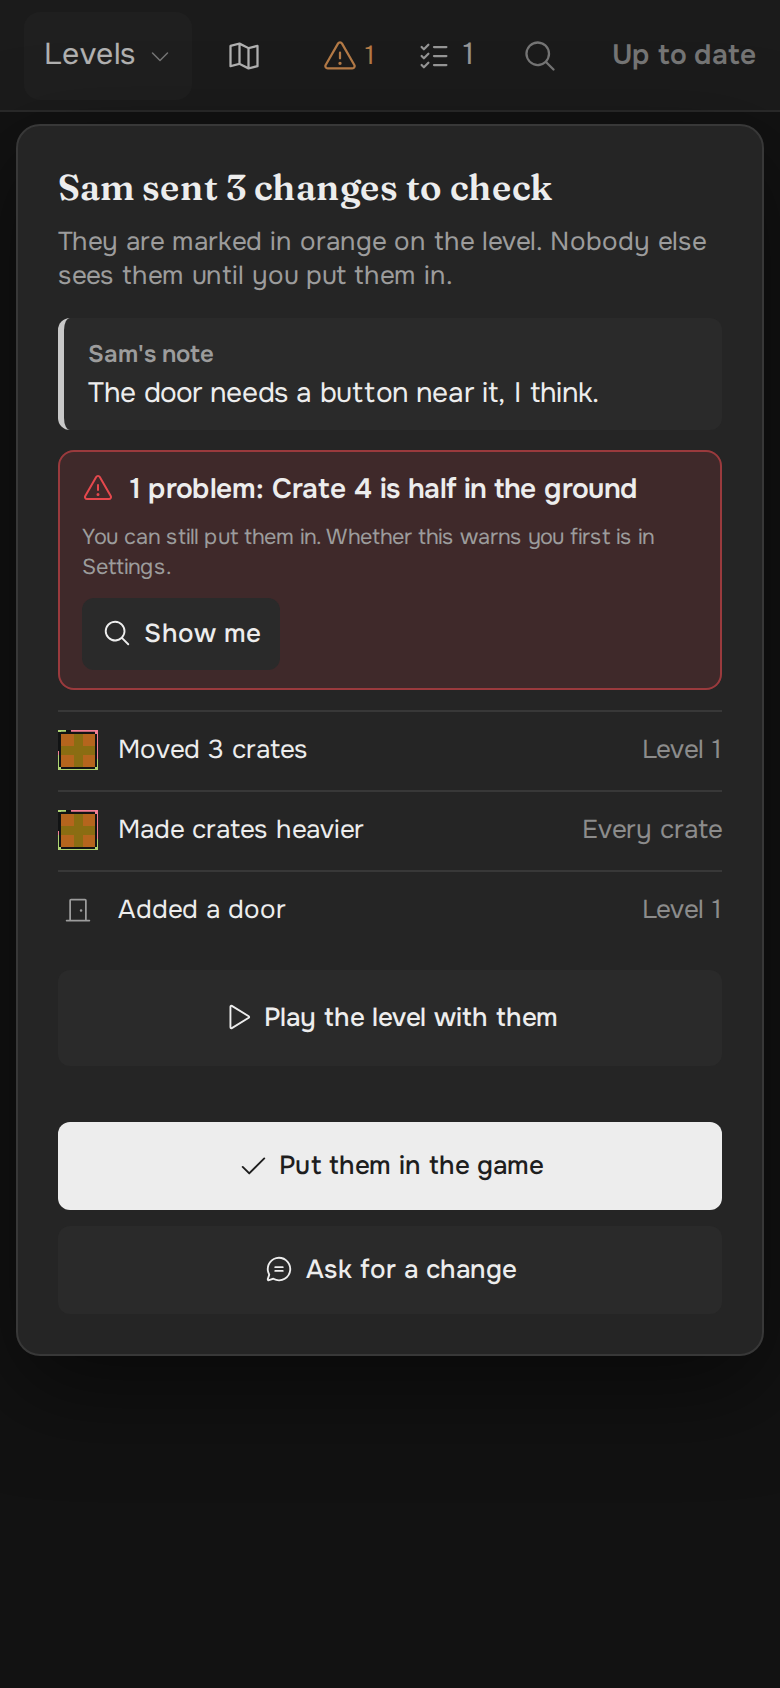 Levels
1
1
Up to date
Sam sent 3 changes to check
They are marked in orange on the level. Nobody else
sees them until you put them in.
Sam's note
The door needs a button near it, I think.
1 problem: Crate 4 is half in the ground
You can still put them in. Whether this warns you first is in
Settings.
Show me
Moved 3 crates
Level 1
Made crates heavier
Every crate
Added a door
Level 1
Play the level with them
Put them in the game
Ask for a change